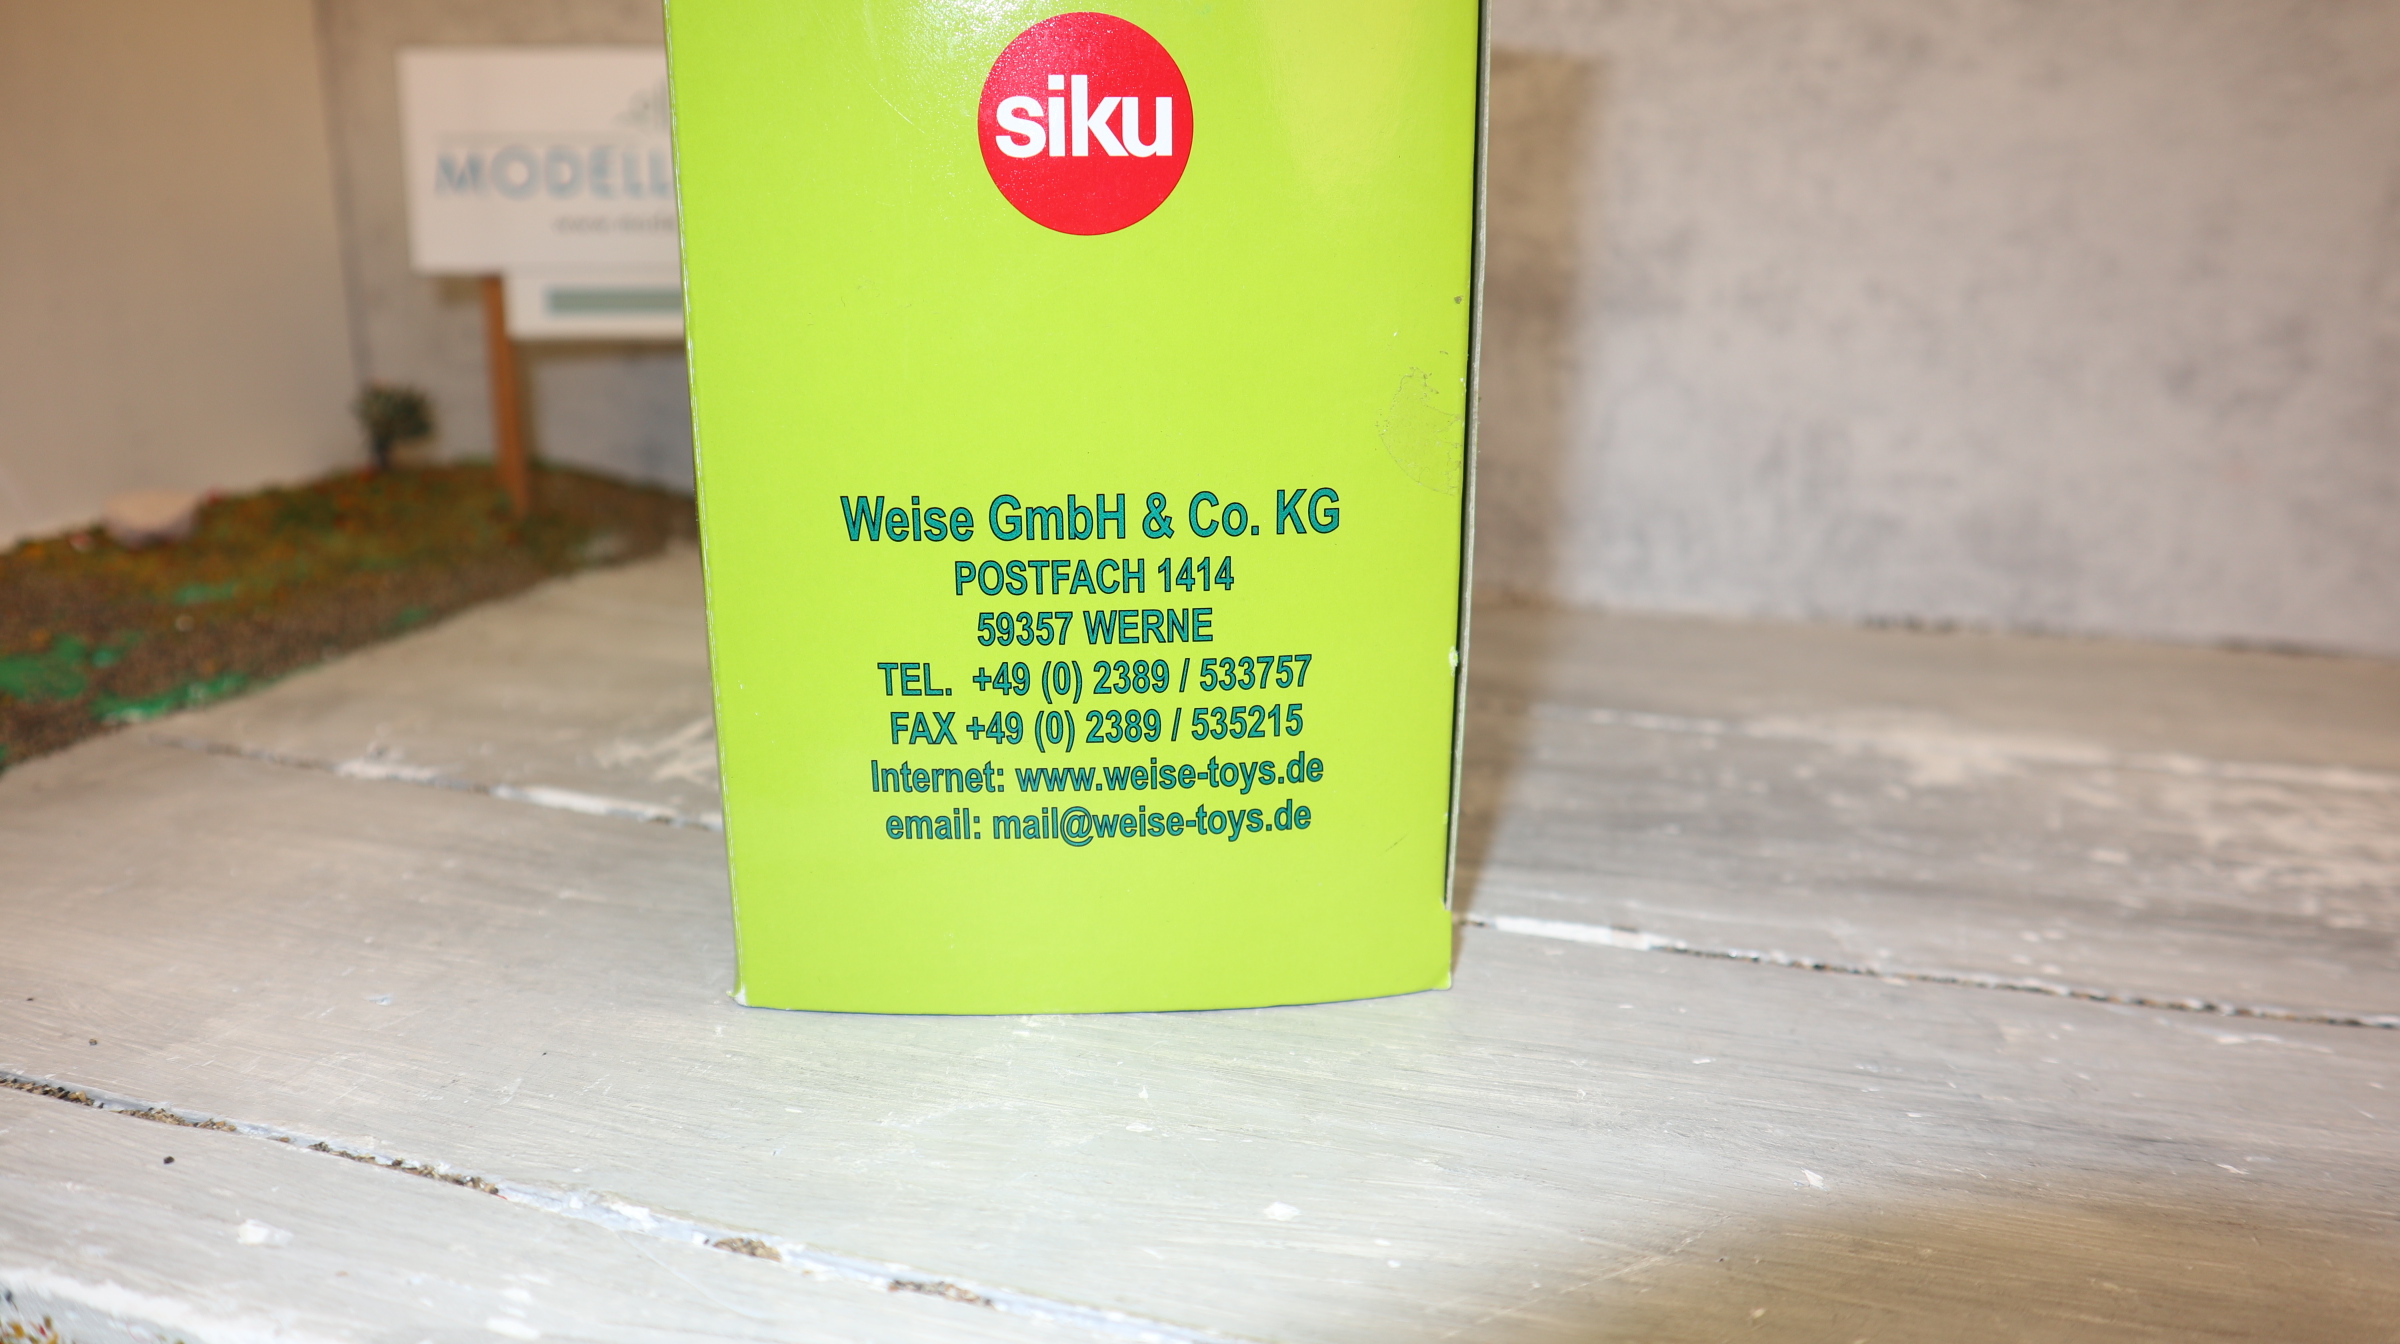 siku
MODELL
Weise GmbH & Co. KG
POSTFACH 1414
59357 WERNE
TEL. +49 (0) 2389 / 533757
FAX +49 (0) 2389 / 535215
Internet: www.weise-toys.de
email: mail@weise-toys.de